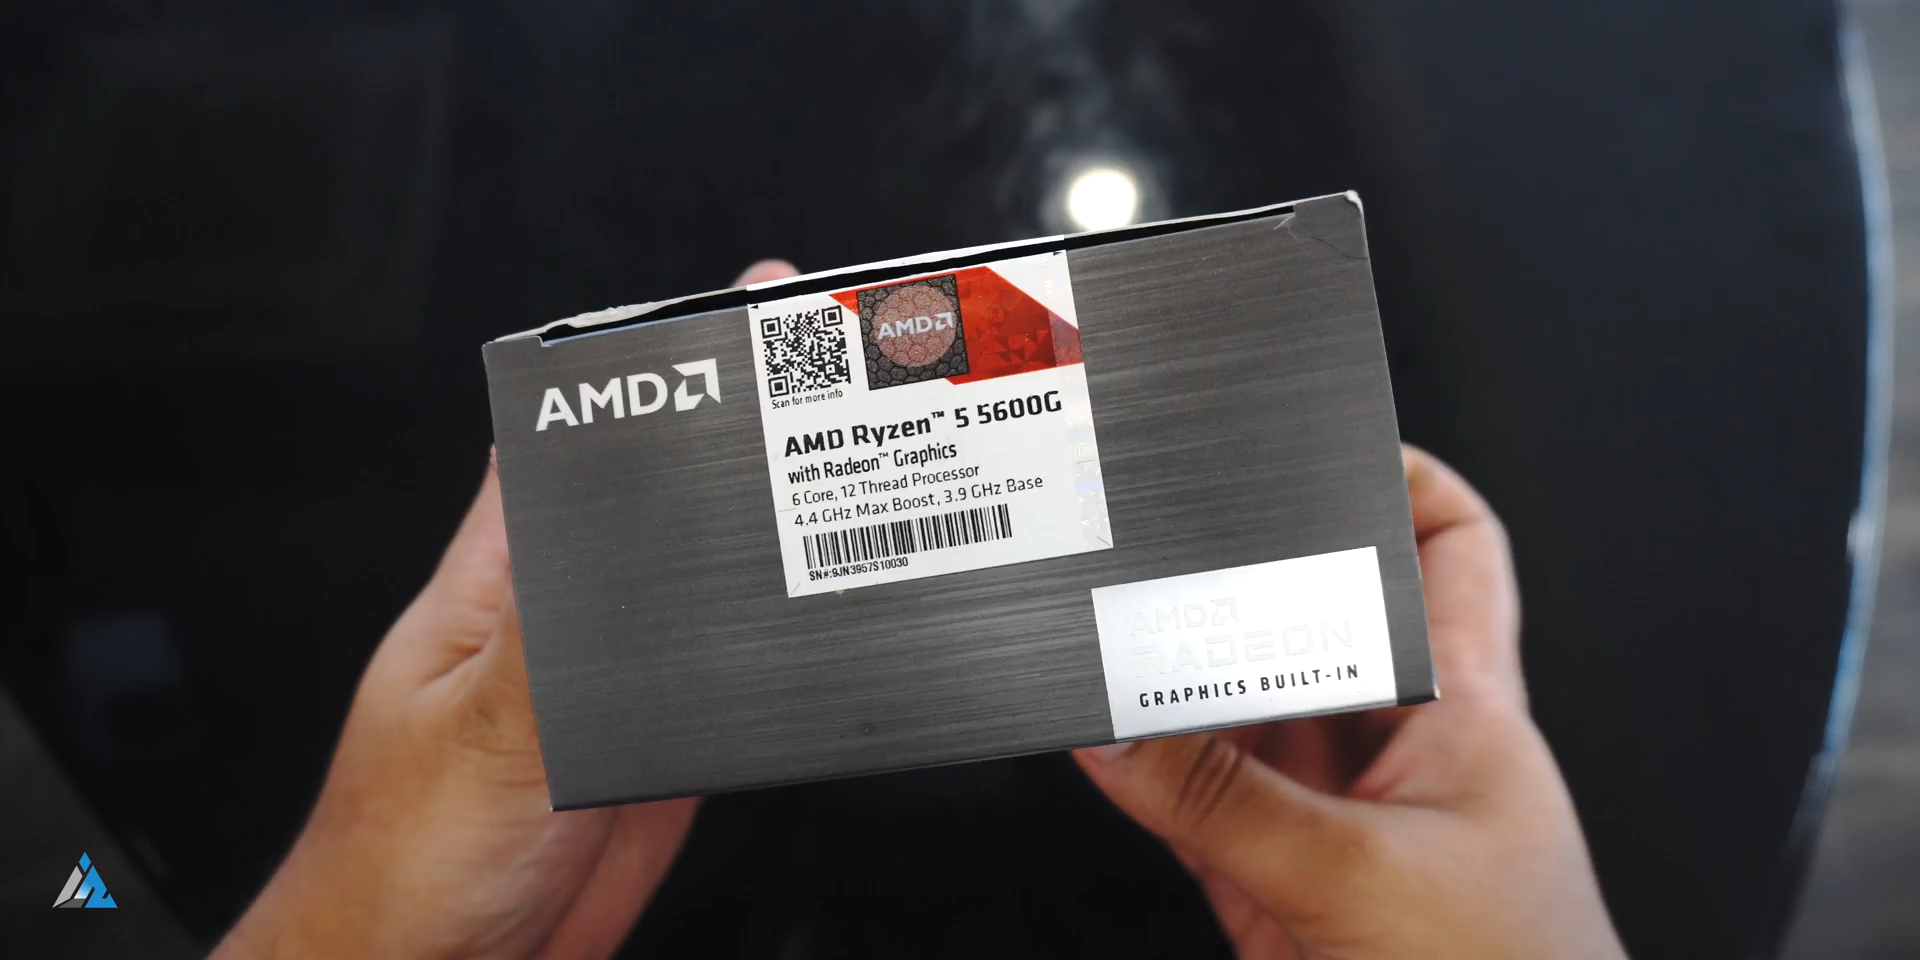 AMD
Scan for more info
AMD
AMD Ryzen™ 5 5600G
with Radeon™ Graphics
6 Core, 12 Thread Processor
4.4 GHz Max Boost, 3.9 GHz Base
SN#:9JN3957S10030
AMD
RADEON
GRAPHICS BUILT-IN